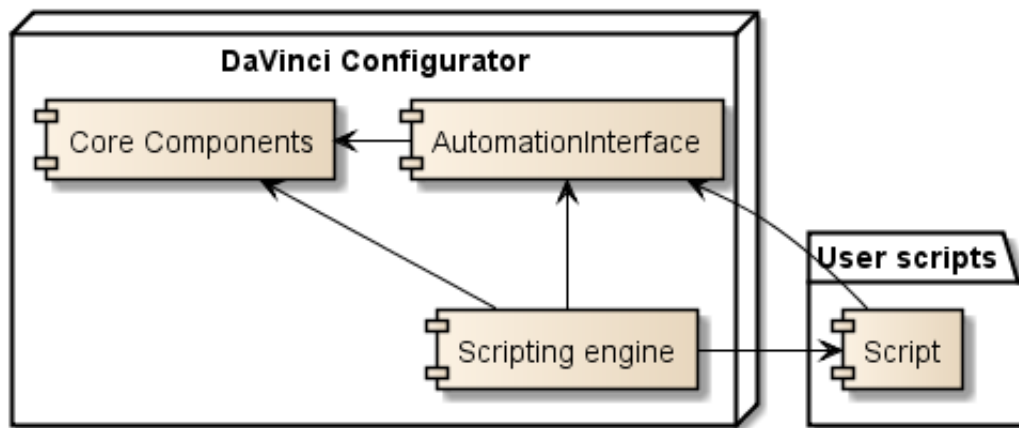 DaVinci Configurator
Core Components
AutomationInterface
User scripts
Scripting engine
Script